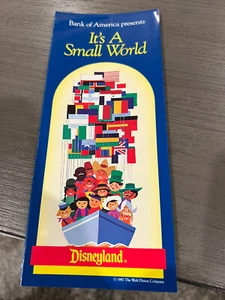 Bank of America presents
It's A
Small World
Disneyland®
© 1987 The Walt Disney Company